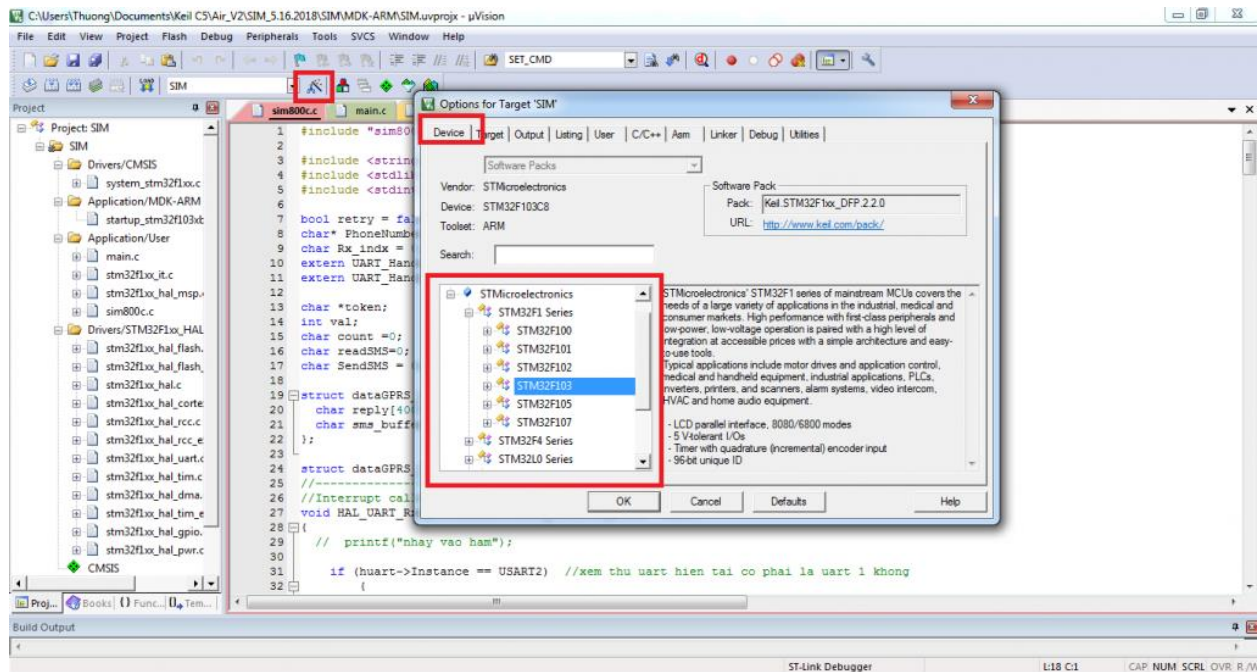 C:\Users\Thuong\Documents\Keil C5\Air_V2\SIM_5.16.2018\SIM\MDK-ARM\SIM.uvprojx - µVision
File Edit View Project Flash Debug Peripherals Tools SVCS Window Help
SET_CMD
SIM
Project
Project: SIM
SIM
Drivers/CMSIS
system_stm32f1xx.c
Application/MDK-ARM
startup_stm32f103xb
Application/User
main.c
stm32f1xx_it.c
stm32f1xx_hal_msp.
sim800c.c
Drivers/STM32F1xx_HAL
stm32f1xx_hal_flash.
stm32f1xx_hal_flash_
stm32f1xx_hal.c
stm32f1xx_hal_corte
stm32f1xx_hal_rcc.c
stm32f1xx_hal_rcc_e
stm32f1xx_hal_uart.c
stm32f1xx_hal_tim.c
stm32f1xx_hal_dma.
stm32f1xx_hal_tim_e
stm32f1xx_hal_gpio.
stm32f1xx_hal_pwr.c
CMSIS
Proj... Books {} Func... Tem...
sim800c.c main.c
1 #include "sim80
2
3 #include <strin
4 #include <stdli
5 #include <stdin
6
7 bool retry = fal
8 char* PhoneNumbe
9 char Rx_indx =
10 extern UART_Hand
11 extern UART_Hand
12
13 char *token;
14 int val;
15 char count =0;
16 char readSMS=0;
17 char SendSMS =
18
19 struct dataGPRS
20 char reply[40
21 char sms_buffe
22 };
23
24 struct dataGPRS
25 //-------------
26 //Interrupt cal
27 void HAL_UART_Rx
28 {
29 // printf("nhay vao ham");
30
31 if (huart->Instance == USART2) //xem thu uart hien tai co phai la uart 1 khong
32 {
Options for Target 'SIM'
Device Target Output Listing User C/C++ Asm Linker Debug Utilities
Software Packs
Vendor: STMicroelectronics
Device: STM32F103C8
Toolset: ARM
Search:
Software Pack
Pack: Keil.STM32F1xx_DFP.2.2.0
URL: http://www.keil.com/pack/
STMicroelectronics
STM32F1 Series
STM32F100
STM32F101
STM32F102
STM32F103
STM32F105
STM32F107
STM32F4 Series
STM32L0 Series
STMicroelectronics' STM32F1 series of mainstream MCUs covers the
needs of a large variety of applications in the industrial, medical and
consumer markets. High performance with first-class peripherals and
low-power, low-voltage operation is paired with a high level of
integration at accessible prices with a simple architecture and easy-
to-use tools.
Typical applications include motor drives and application control,
medical and handheld equipment, industrial applications, PLCs,
inverters, printers, and scanners, alarm systems, video intercom,
HVAC and home audio equipment.
- LCD parallel interface, 8080/6800 modes
- 5 V-tolerant I/Os
- Timer with quadrature (incremental) encoder input
- 96-bit unique ID
OK Cancel Defaults Help
Build Output
ST-Link Debugger L:18 C:1 CAP NUM SCRL OVR R/W